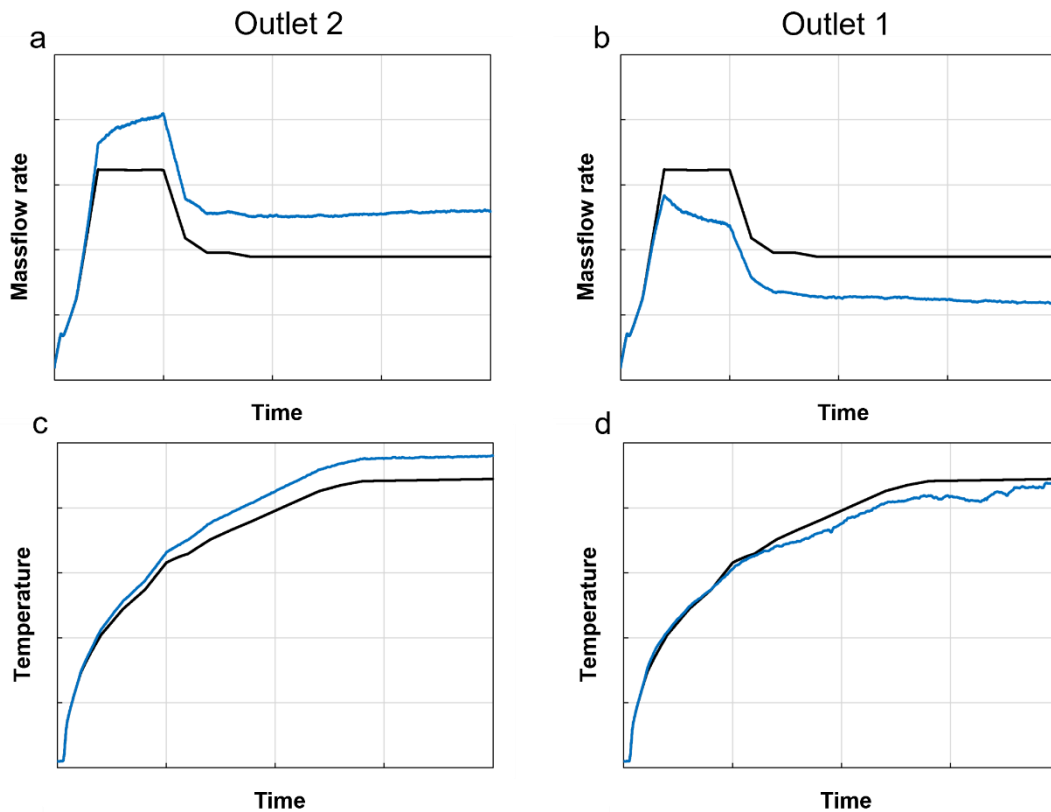 Outlet 2
Outlet 1
a
b
Massflow rate
Massflow rate
Time
Time
c
d
Temperature
Temperature
Time
Time